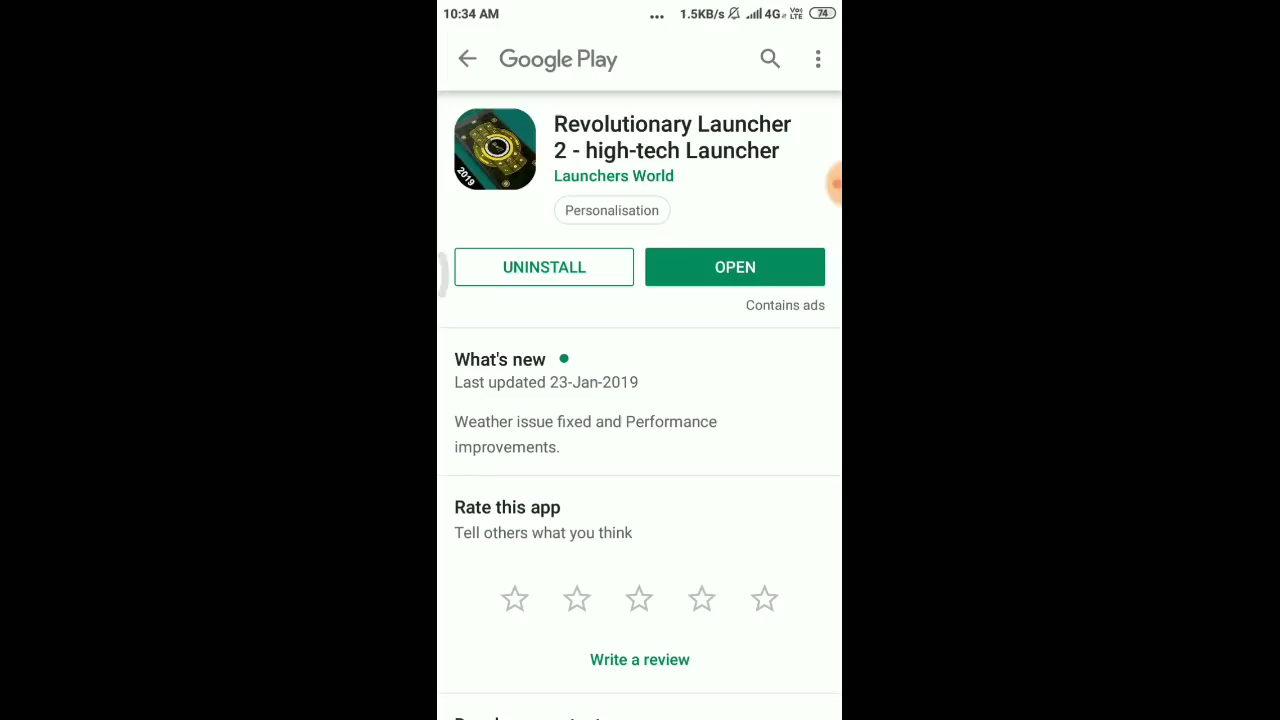 10:34 AM ... 1.5KB/s 4G VoLTE 74
Google Play
Revolutionary Launcher
2 - high-tech Launcher
Launchers World
2019
Personalisation
UNINSTALL OPEN
Contains ads
What's new
Last updated 23-Jan-2019
Weather issue fixed and Performance
improvements.
Rate this app
Tell others what you think
Write a review